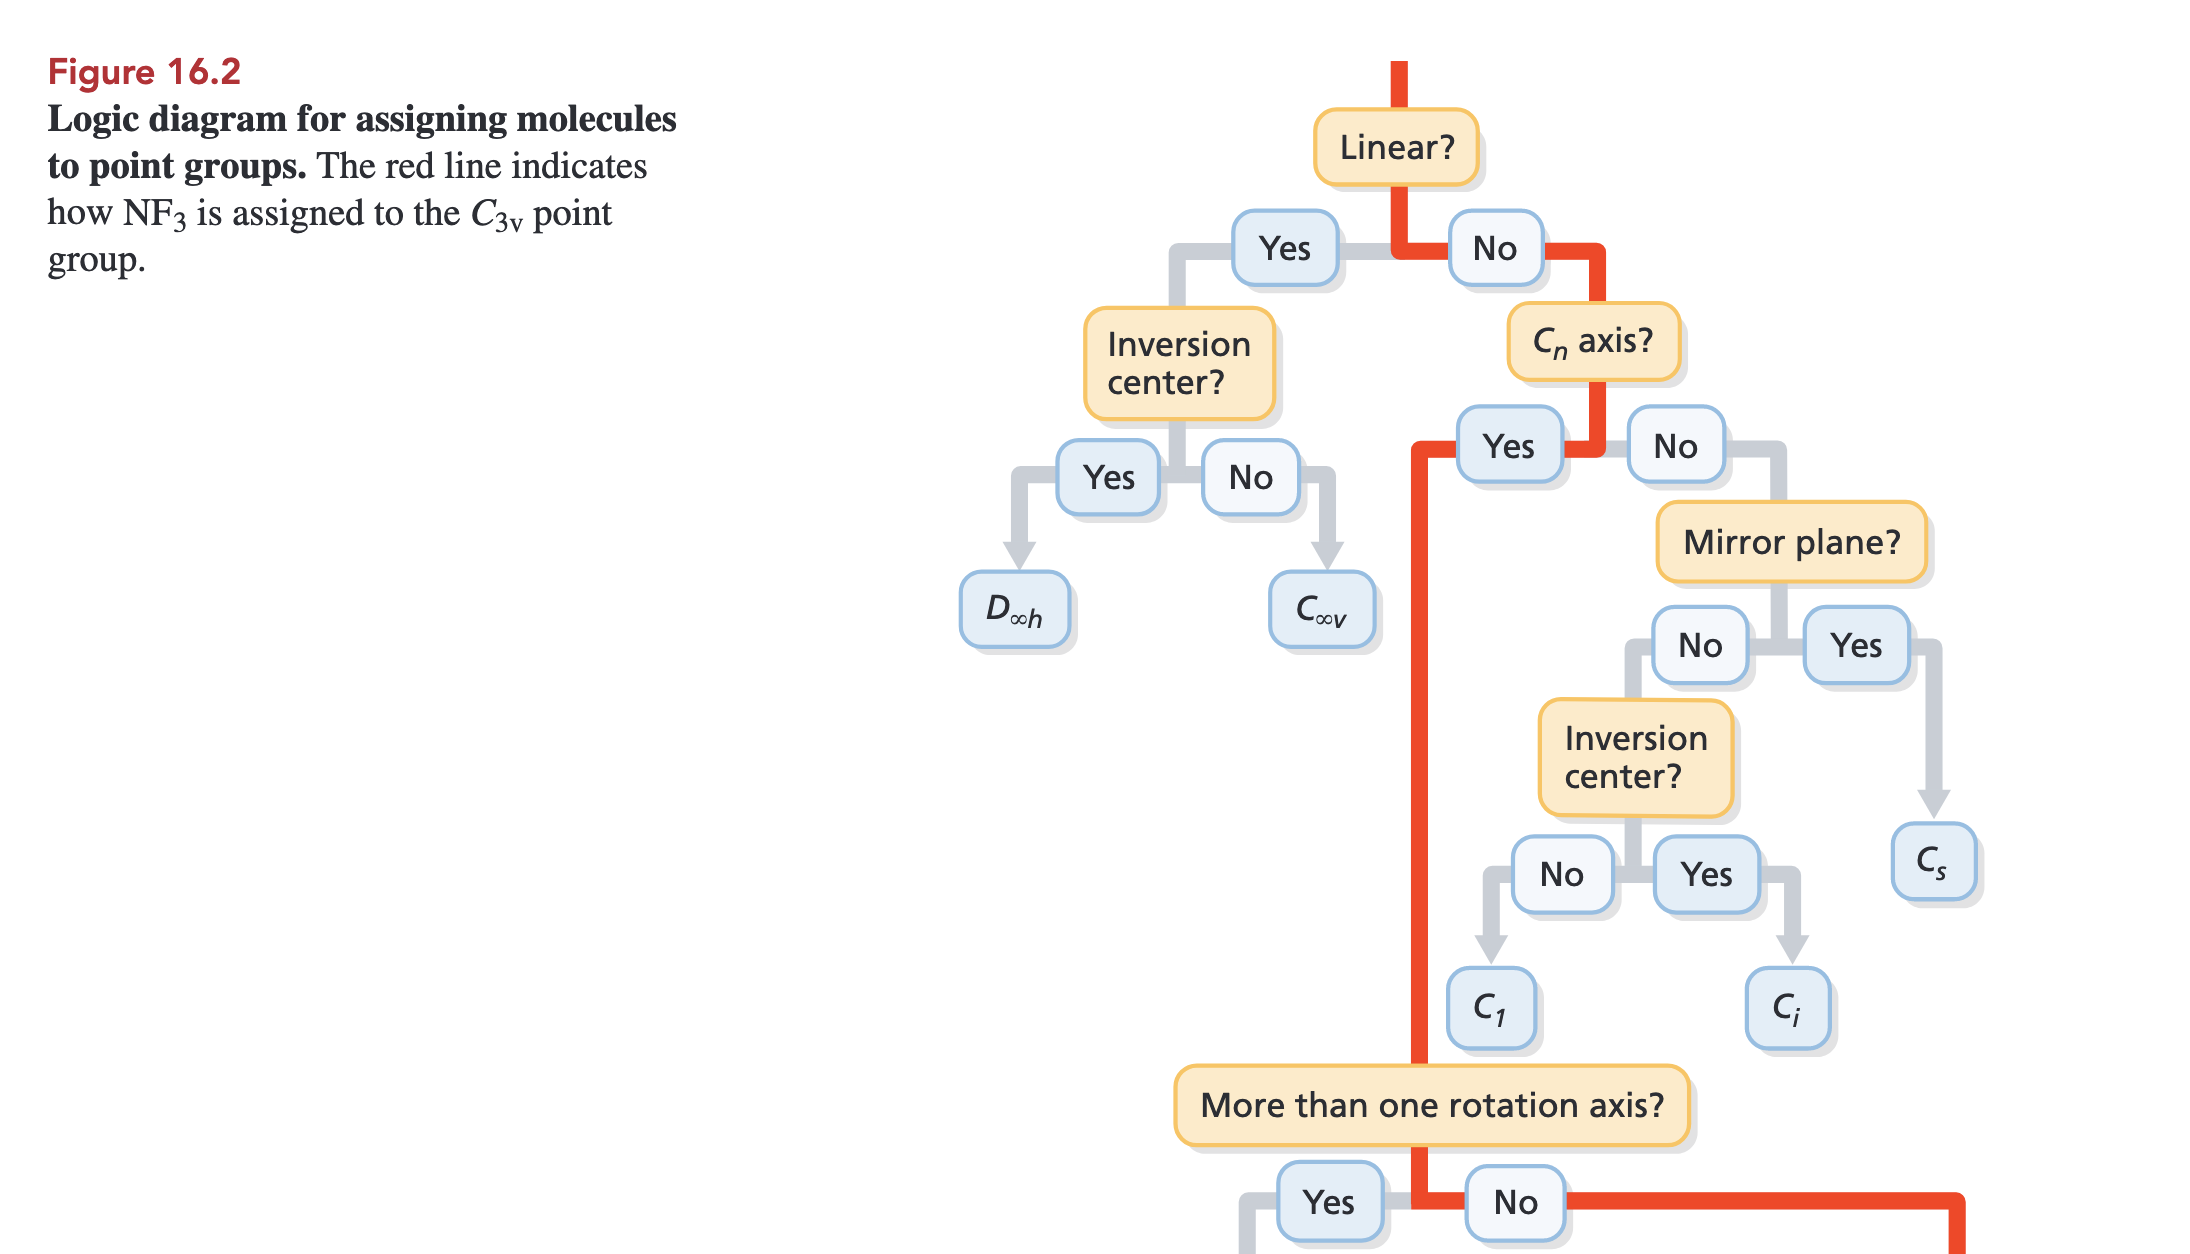 Figure 16.2
Logic diagram for assigning molecules
to point groups. The red line indicates
how NF3 is assigned to the C3v point
group.
Linear?
Yes
No
Inversion
center?
Cn axis?
Yes
No
Yes
No
Mirror plane?
D∞h
C∞v
No
Yes
Inversion
center?
No
Yes
Cs
C1
Ci
More than one rotation axis?
Yes
No